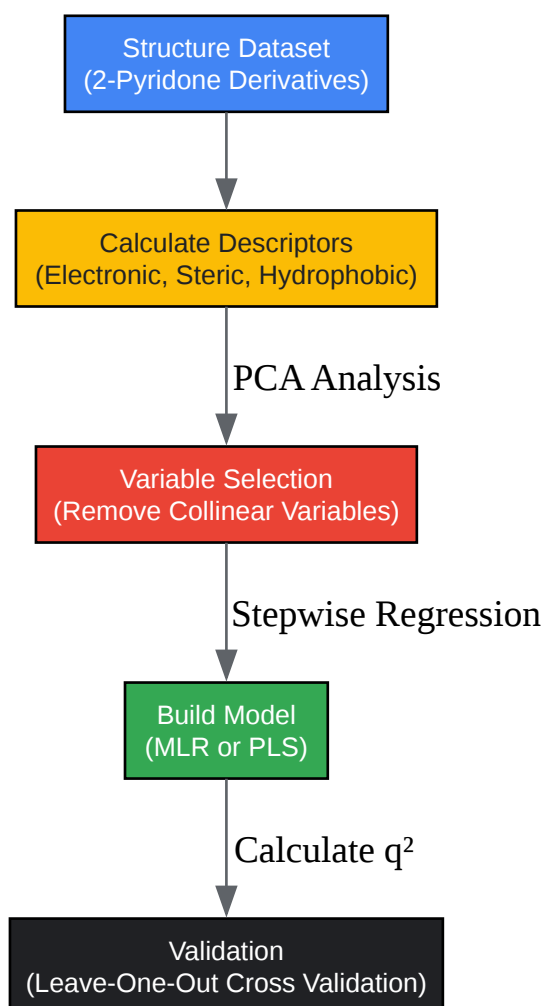 Structure Dataset
(2-Pyridone Derivatives)
Calculate Descriptors
(Electronic, Steric, Hydrophobic)
PCA Analysis
Variable Selection
(Remove Collinear Variables)
Stepwise Regression
Build Model
(MLR or PLS)
Calculate q²
Validation
(Leave-One-Out Cross Validation)